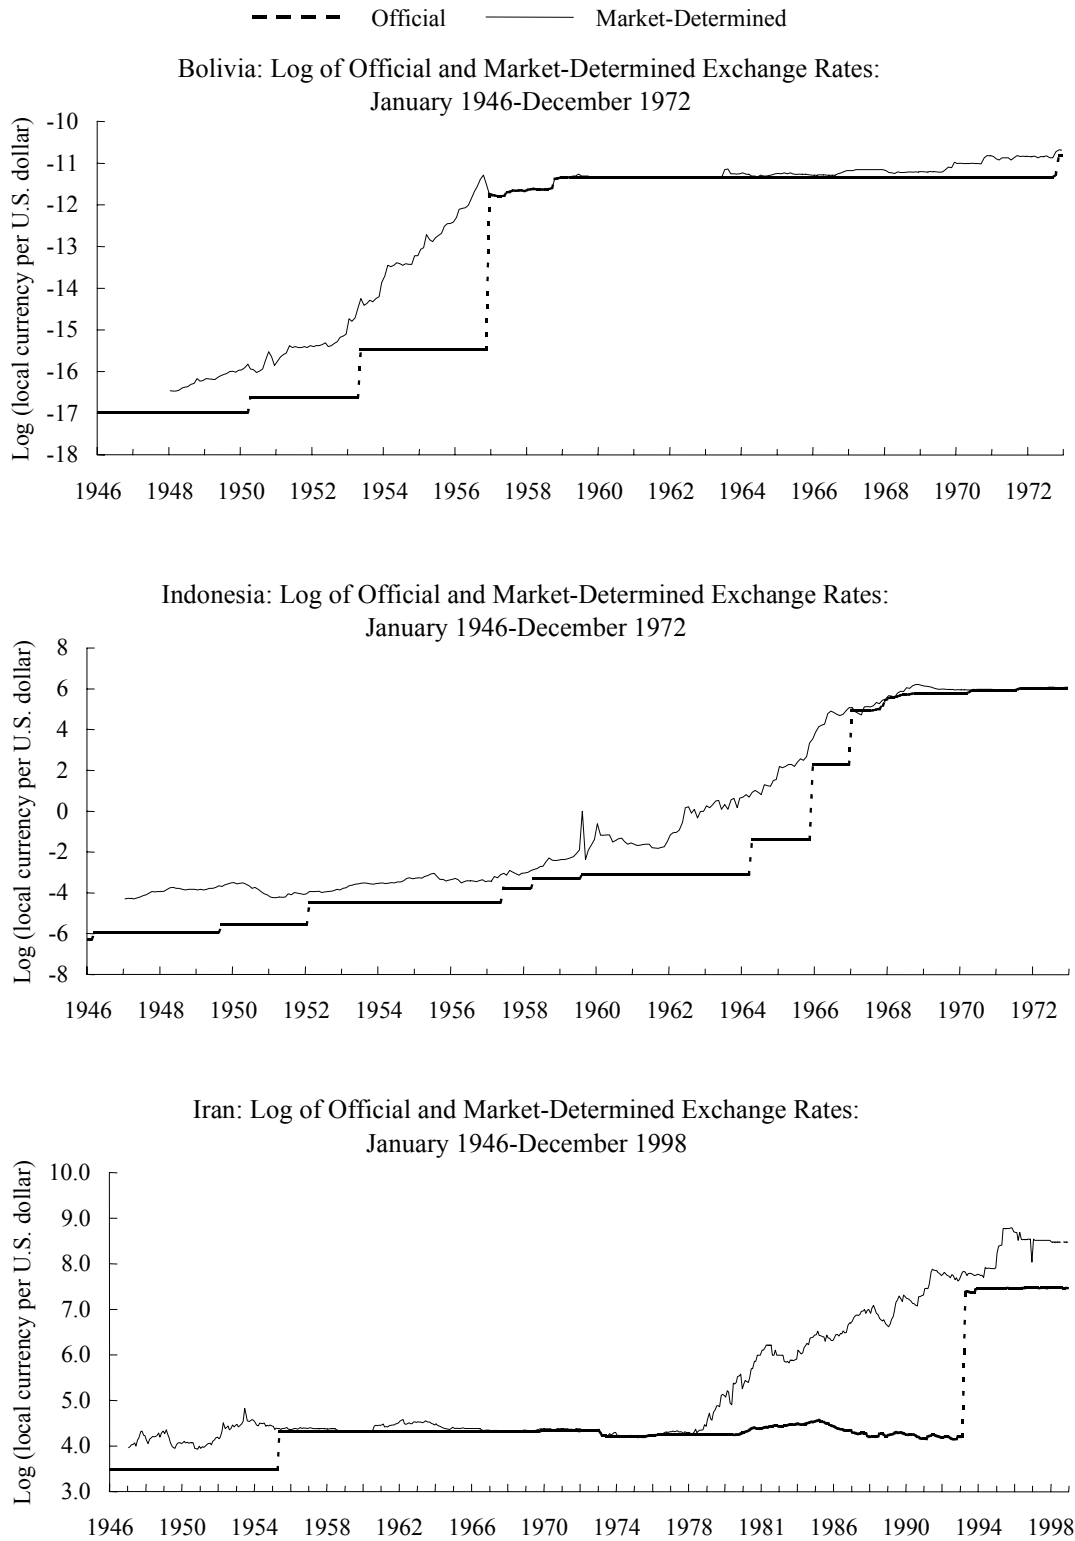 Official Market-Determined
Bolivia: Log of Official and Market-Determined Exchange Rates:
January 1946-December 1972
Log (local currency per U.S. dollar)
-10
-11
-12
-13
-14
-15
-16
-17
-18
1946 1948 1950 1952 1954 1956 1958 1960 1962 1964 1966 1968 1970 1972
Indonesia: Log of Official and Market-Determined Exchange Rates:
January 1946-December 1972
Log (local currency per U.S. dollar)
8
6
4
2
0
-2
-4
-6
-8
1946 1948 1950 1952 1954 1956 1958 1960 1962 1964 1966 1968 1970 1972
Iran: Log of Official and Market-Determined Exchange Rates:
January 1946-December 1998
Log (local currency per U.S. dollar)
10.0
9.0
8.0
7.0
6.0
5.0
4.0
3.0
1946 1950 1954 1958 1962 1966 1970 1974 1978 1981 1986 1990 1994 1998